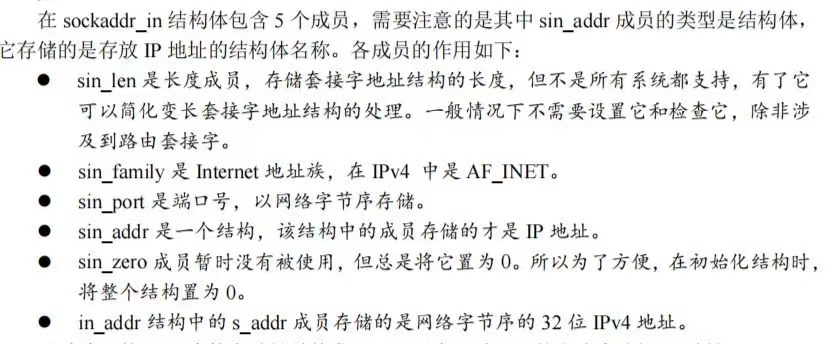 在 sockaddr_in 结构体包含 5 个成员，需要注意的是其中 sin_addr 成员的类型是结构体，
它存储的是存放 IP 地址的结构体名称。各成员的作用如下：
● sin_len 是长度成员，存储套接字地址结构的长度，但不是所有系统都支持，有了它
可以简化变长套接字地址结构的处理。一般情况下不需要设置它和检查它，除非涉
及到路由套接字。
● sin_family 是 Internet 地址族，在 IPv4 中是 AF_INET。
● sin_port 是端口号，以网络字节序存储。
● sin_addr 是一个结构，该结构中的成员存储的才是 IP 地址。
● sin_zero 成员暂时没有被使用，但总是将它置为 0。所以为了方便，在初始化结构时，
将整个结构置为 0。
● in_addr 结构中的 s_addr 成员存储的是网络字节序的 32 位 IPv4 地址。